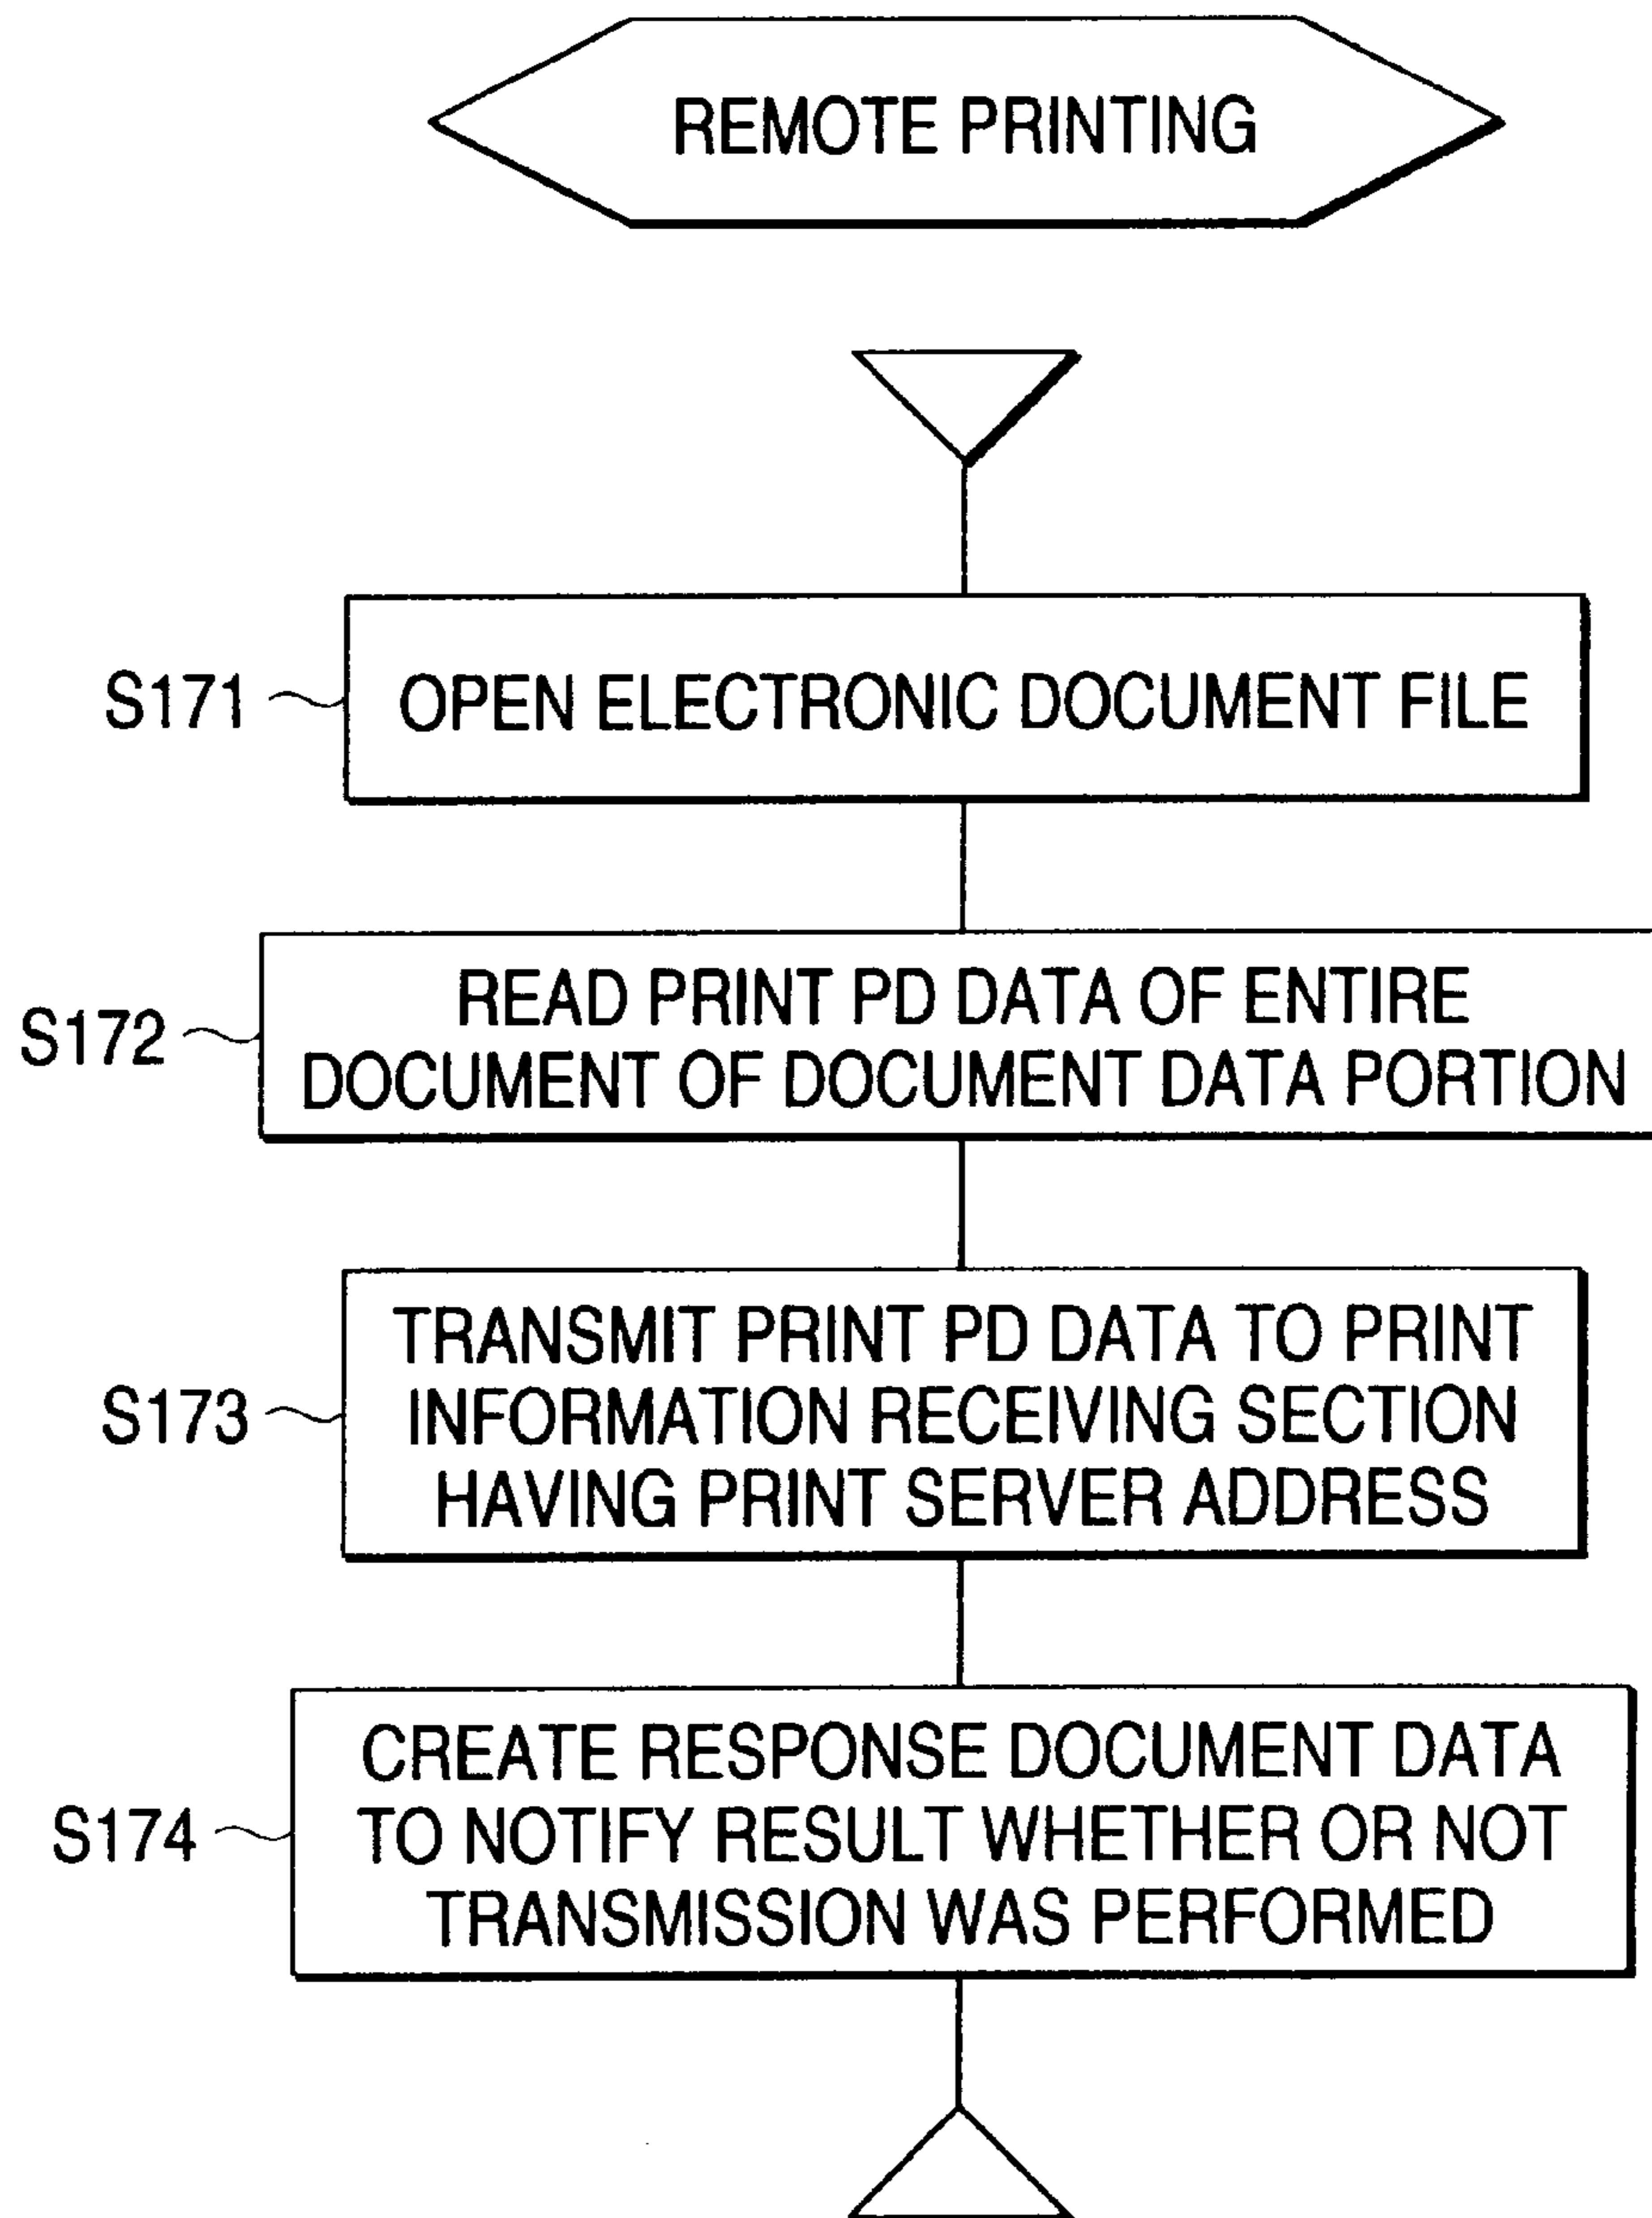 REMOTE PRINTING
S171
OPEN ELECTRONIC DOCUMENT FILE
S172
READ PRINT PD DATA OF ENTIRE
DOCUMENT OF DOCUMENT DATA PORTION
S173
TRANSMIT PRINT PD DATA TO PRINT
INFORMATION RECEIVING SECTION
HAVING PRINT SERVER ADDRESS
S174
CREATE RESPONSE DOCUMENT DATA
TO NOTIFY RESULT WHETHER OR NOT
TRANSMISSION WAS PERFORMED